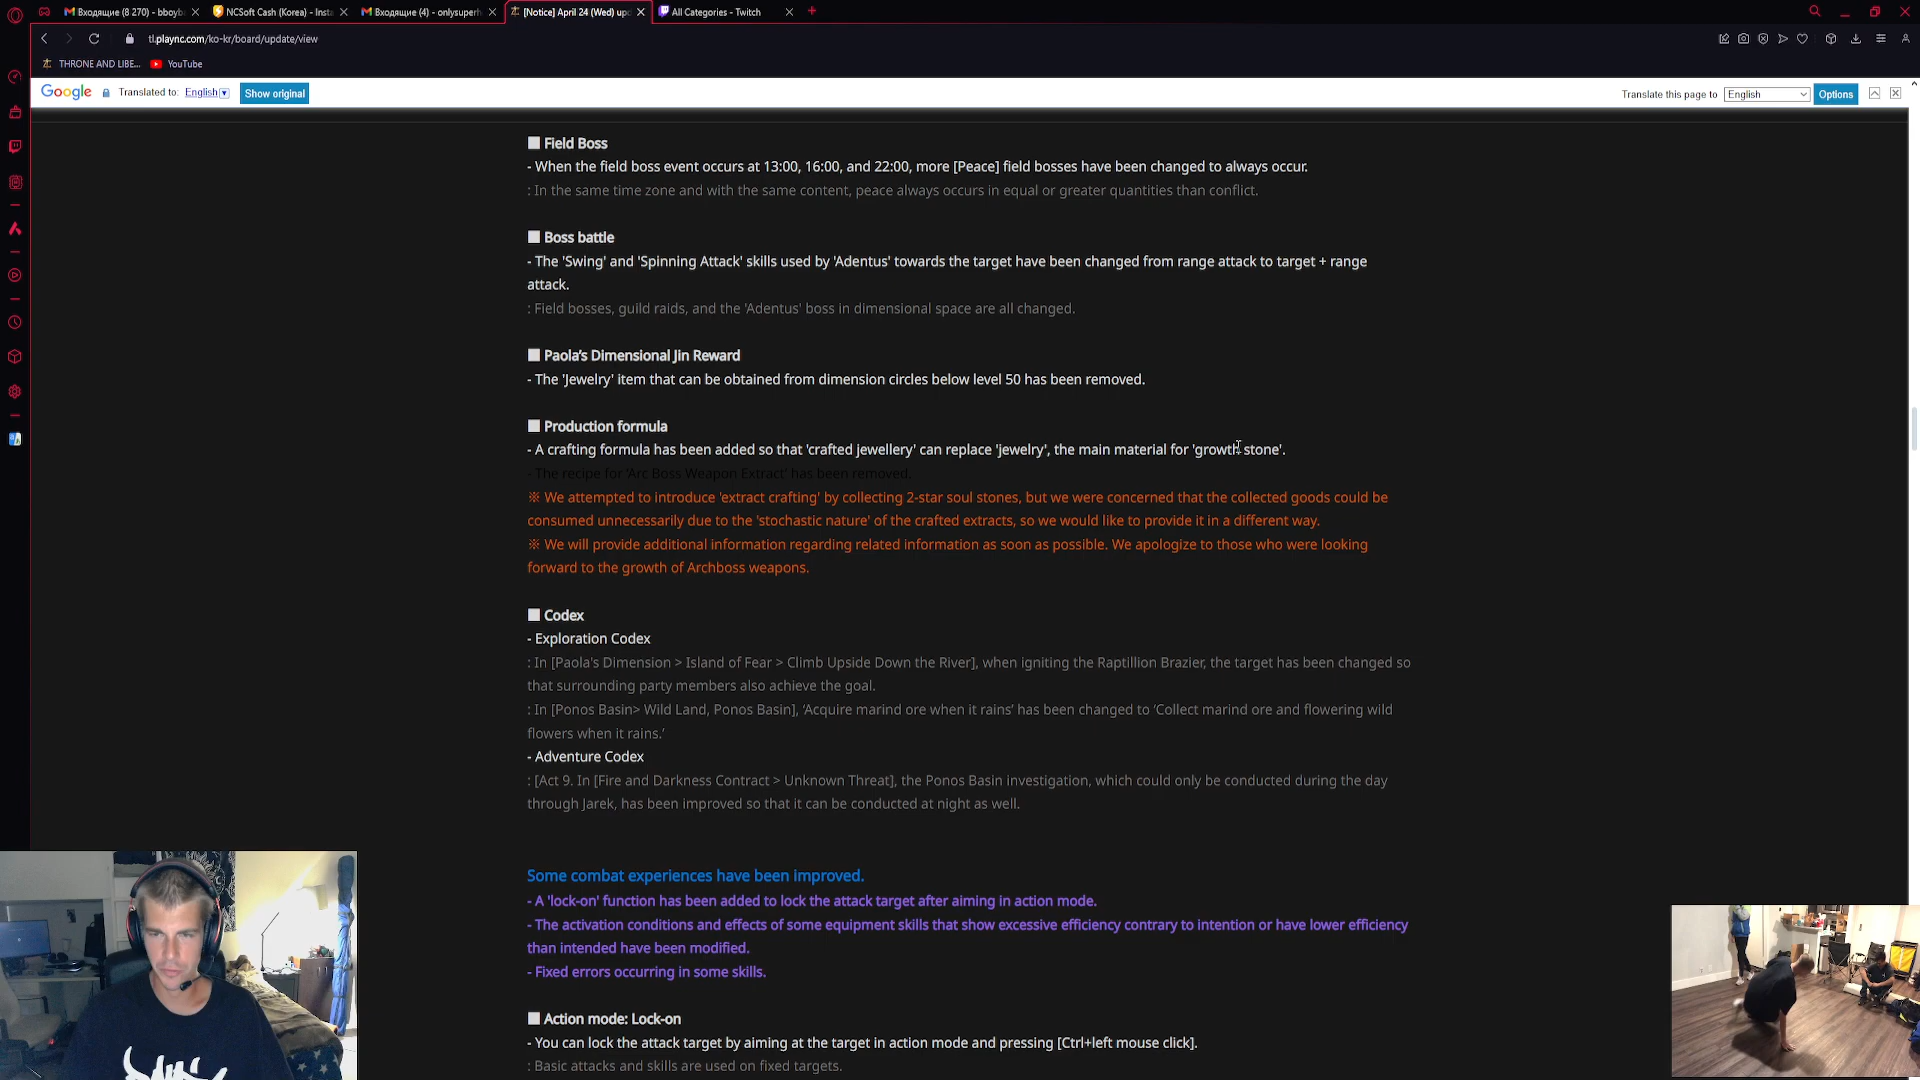 Входящие (8 270) - bboyb
NCSoft Cash (Korea) - Insta
Входящие (4) - onlysuperh
[Notice] April 24 (Wed) upd
All Categories - Twitch
tl.plaync.com/ko-kr/board/update/view
THRONE AND LIBE...
YouTube
Google
Translated to: English
Show original
Translate this page to
English
Options
Field Boss
- When the field boss event occurs at 13:00, 16:00, and 22:00, more [Peace] field bosses have been changed to always occur.
: In the same time zone and with the same content, peace always occurs in equal or greater quantities than conflict.
Boss battle
- The 'Swing' and 'Spinning Attack' skills used by 'Adentus' towards the target have been changed from range attack to target + range
attack.
: Field bosses, guild raids, and the 'Adentus' boss in dimensional space are all changed.
Paola's Dimensional Jin Reward
- The 'Jewelry' item that can be obtained from dimension circles below level 50 has been removed.
Production formula
- A crafting formula has been added so that 'crafted jewellery' can replace 'jewelry', the main material for 'growth stone'.
- The recipe for 'Arc Boss Weapon Extract' has been removed.
※ We attempted to introduce 'extract crafting' by collecting 2-star soul stones, but we were concerned that the collected goods could be
consumed unnecessarily due to the 'stochastic nature' of the crafted extracts, so we would like to provide it in a different way.
※ We will provide additional information regarding related information as soon as possible. We apologize to those who were looking
forward to the growth of Archboss weapons.
Codex
- Exploration Codex
: In [Paola's Dimension > Island of Fear > Climb Upside Down the River], when igniting the Raptillion Brazier, the target has been changed so
that surrounding party members also achieve the goal.
: In [Ponos Basin> Wild Land, Ponos Basin], 'Acquire marind ore when it rains' has been changed to 'Collect marind ore and flowering wild
flowers when it rains.'
- Adventure Codex
: [Act 9. In [Fire and Darkness Contract > Unknown Threat], the Ponos Basin investigation, which could only be conducted during the day
through Jarek, has been improved so that it can be conducted at night as well.
Some combat experiences have been improved.
- A 'lock-on' function has been added to lock the attack target after aiming in action mode.
- The activation conditions and effects of some equipment skills that show excessive efficiency contrary to intention or have lower efficiency
than intended have been modified.
- Fixed errors occurring in some skills.
Action mode: Lock-on
- You can lock the attack target by aiming at the target in action mode and pressing [Ctrl+left mouse click].
: Basic attacks and skills are used on fixed targets.